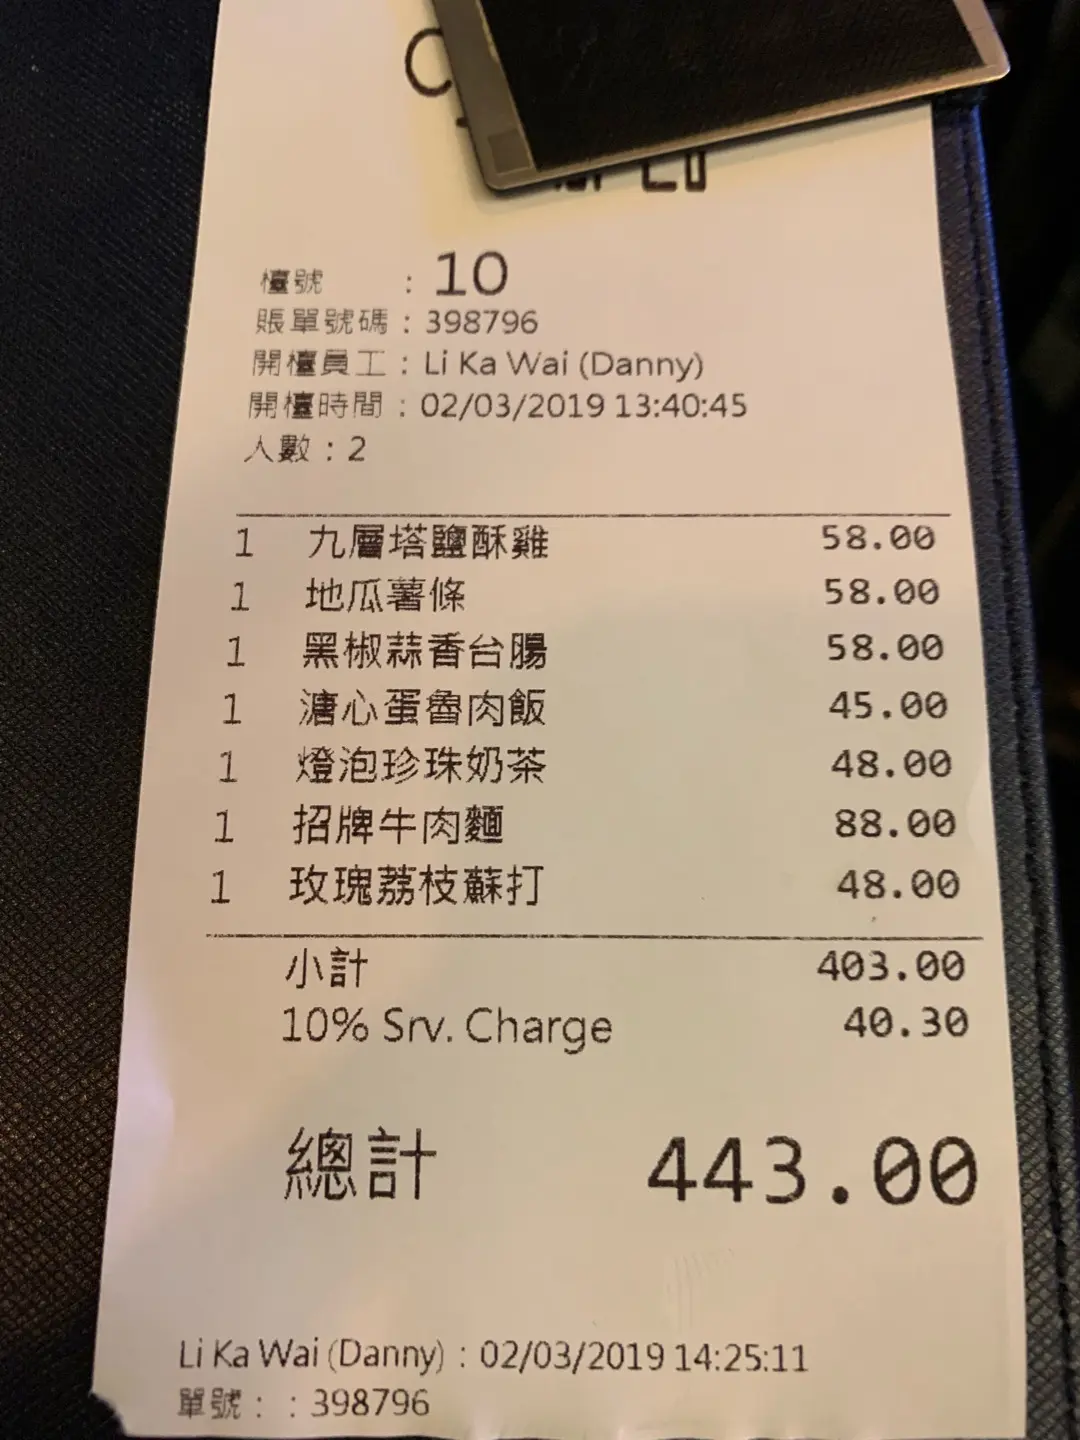 檯號 : 10
賬單號碼 : 398796
開檯員工 : Li Ka Wai (Danny)
開檯時間 : 02/03/2019 13:40:45
人數 : 2
1 九層塔鹽酥雞 58.00
1 地瓜薯條 58.00
1 黑椒蒜香台腸 58.00
1 溏心蛋魯肉飯 45.00
1 燈泡珍珠奶茶 48.00
1 招牌牛肉麵 88.00
1 玫瑰荔枝蘇打 48.00
小計 403.00
10% Srv. Charge 40.30
總計 443.00
Li Ka Wai (Danny) : 02/03/2019 14:25:11
單號 : : 398796